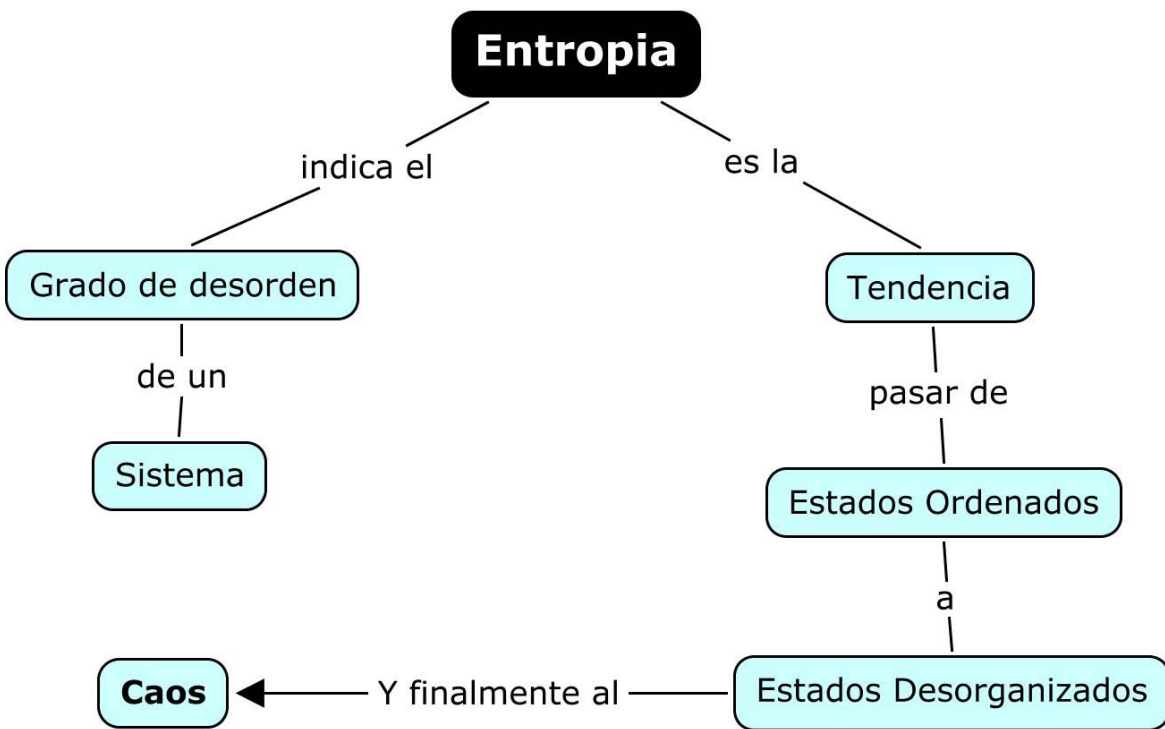 Entropia
indica el
es la
Grado de desorden
Tendencia
de un
pasar de
Sistema
Estados Ordenados
a
Estados Desorganizados
Y finalmente al
Caos